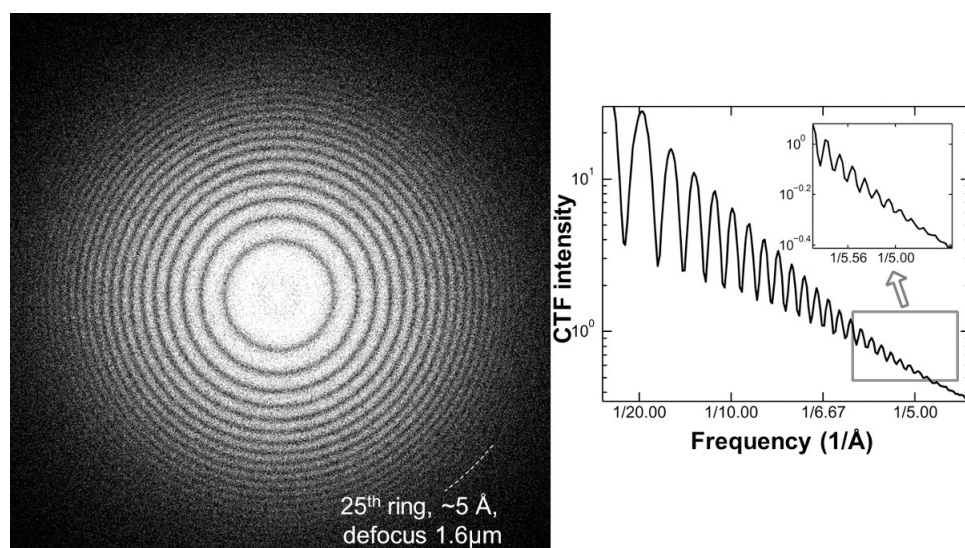 25th ring, ~5 Å,
defocus 1.6µm
CTF intensity
10^1
10^0
1/20.00 1/10.00 1/6.67 1/5.00
Frequency (1/Å)
10^0
10^-0.2
10^-0.4
1/5.56 1/5.00